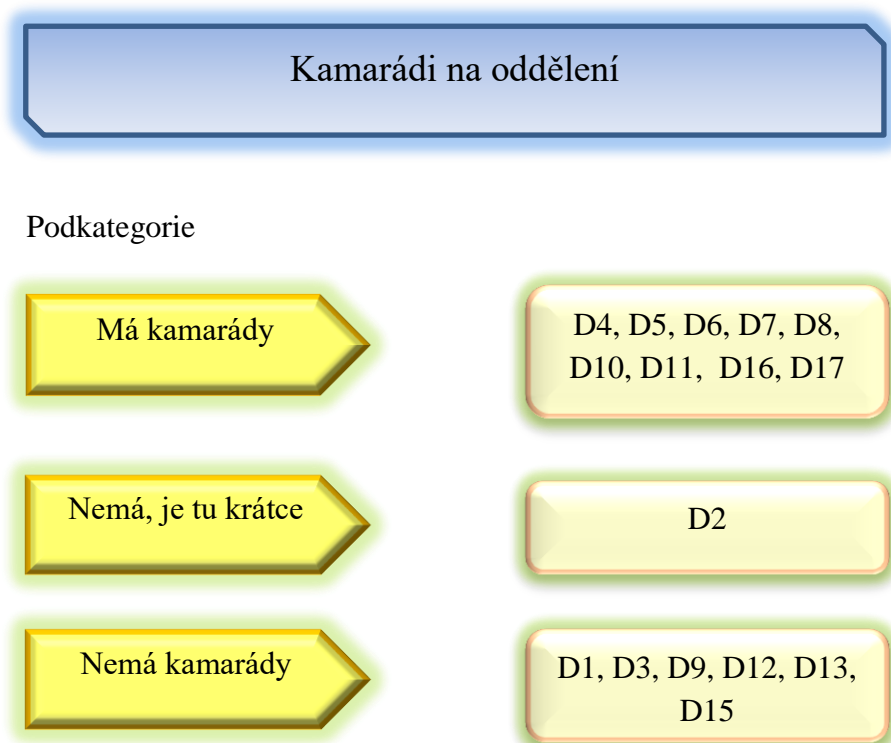 Kamarádi na oddělení
Podkategorie
Má kamarády
D4, D5, D6, D7, D8,
D10, D11, D16, D17
Nemá, je tu krátce
D2
Nemá kamarády
D1, D3, D9, D12, D13,
D15